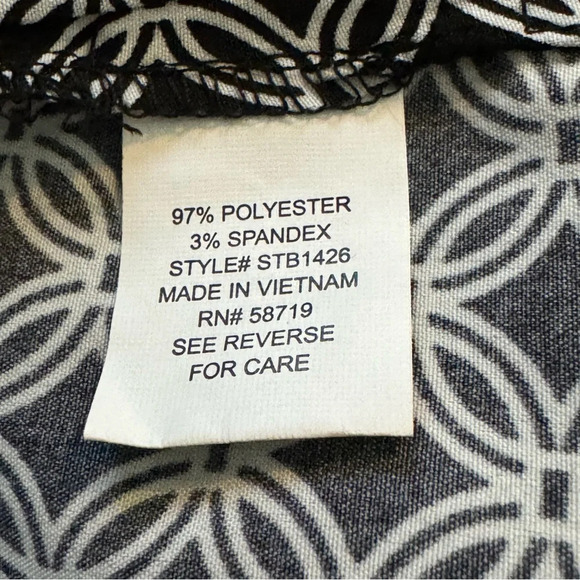 97% POLYESTER
3% SPANDEX
STYLE# STB1426
MADE IN VIETNAM
RN# 58719
SEE REVERSE
FOR CARE